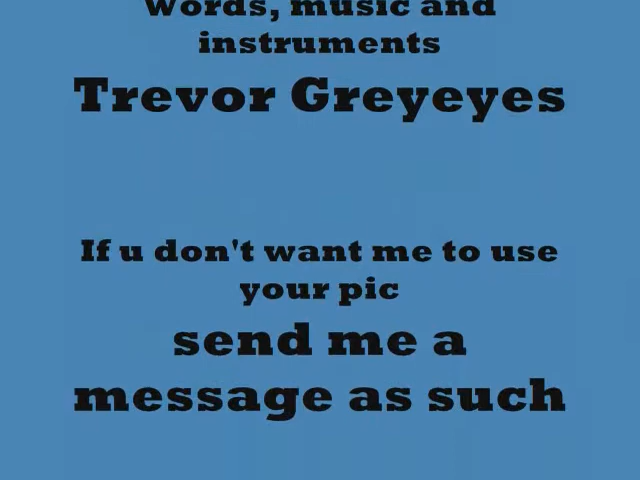 Words, music and
instruments
Trevor Greyeyes
If u don't want me to use
your pic
send me a
message as such